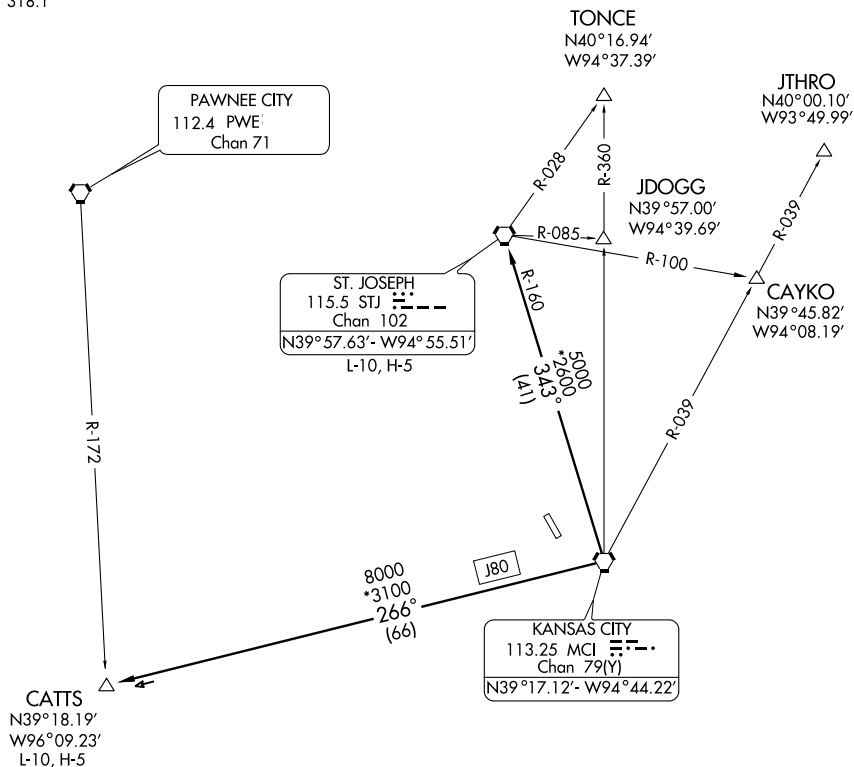 318.1
TONCE
N40°16.94'
W94°37.39'
JTHRO
N40°00.10'
W93°49.99'
PAWNEE CITY
112.4 PWE
Chan 71
R-028
R-360
R-039
JDOGG
N39°57.00'
W94°39.69'
R-085
R-100
CAYKO
N39°45.82'
W94°08.19'
ST. JOSEPH
115.5 STJ
Chan 102
N39°57.63'- W94°55.51'
L-10, H-5
R-160
5000
*2600
343°
(41)
R-172
R-039
J80
8000
*3100
266°
(66)
KANSAS CITY
113.25 MCI
Chan 79(Y)
N39°17.12'- W94°44.22'
CATTS
N39°18.19'
W96°09.23'
L-10, H-5